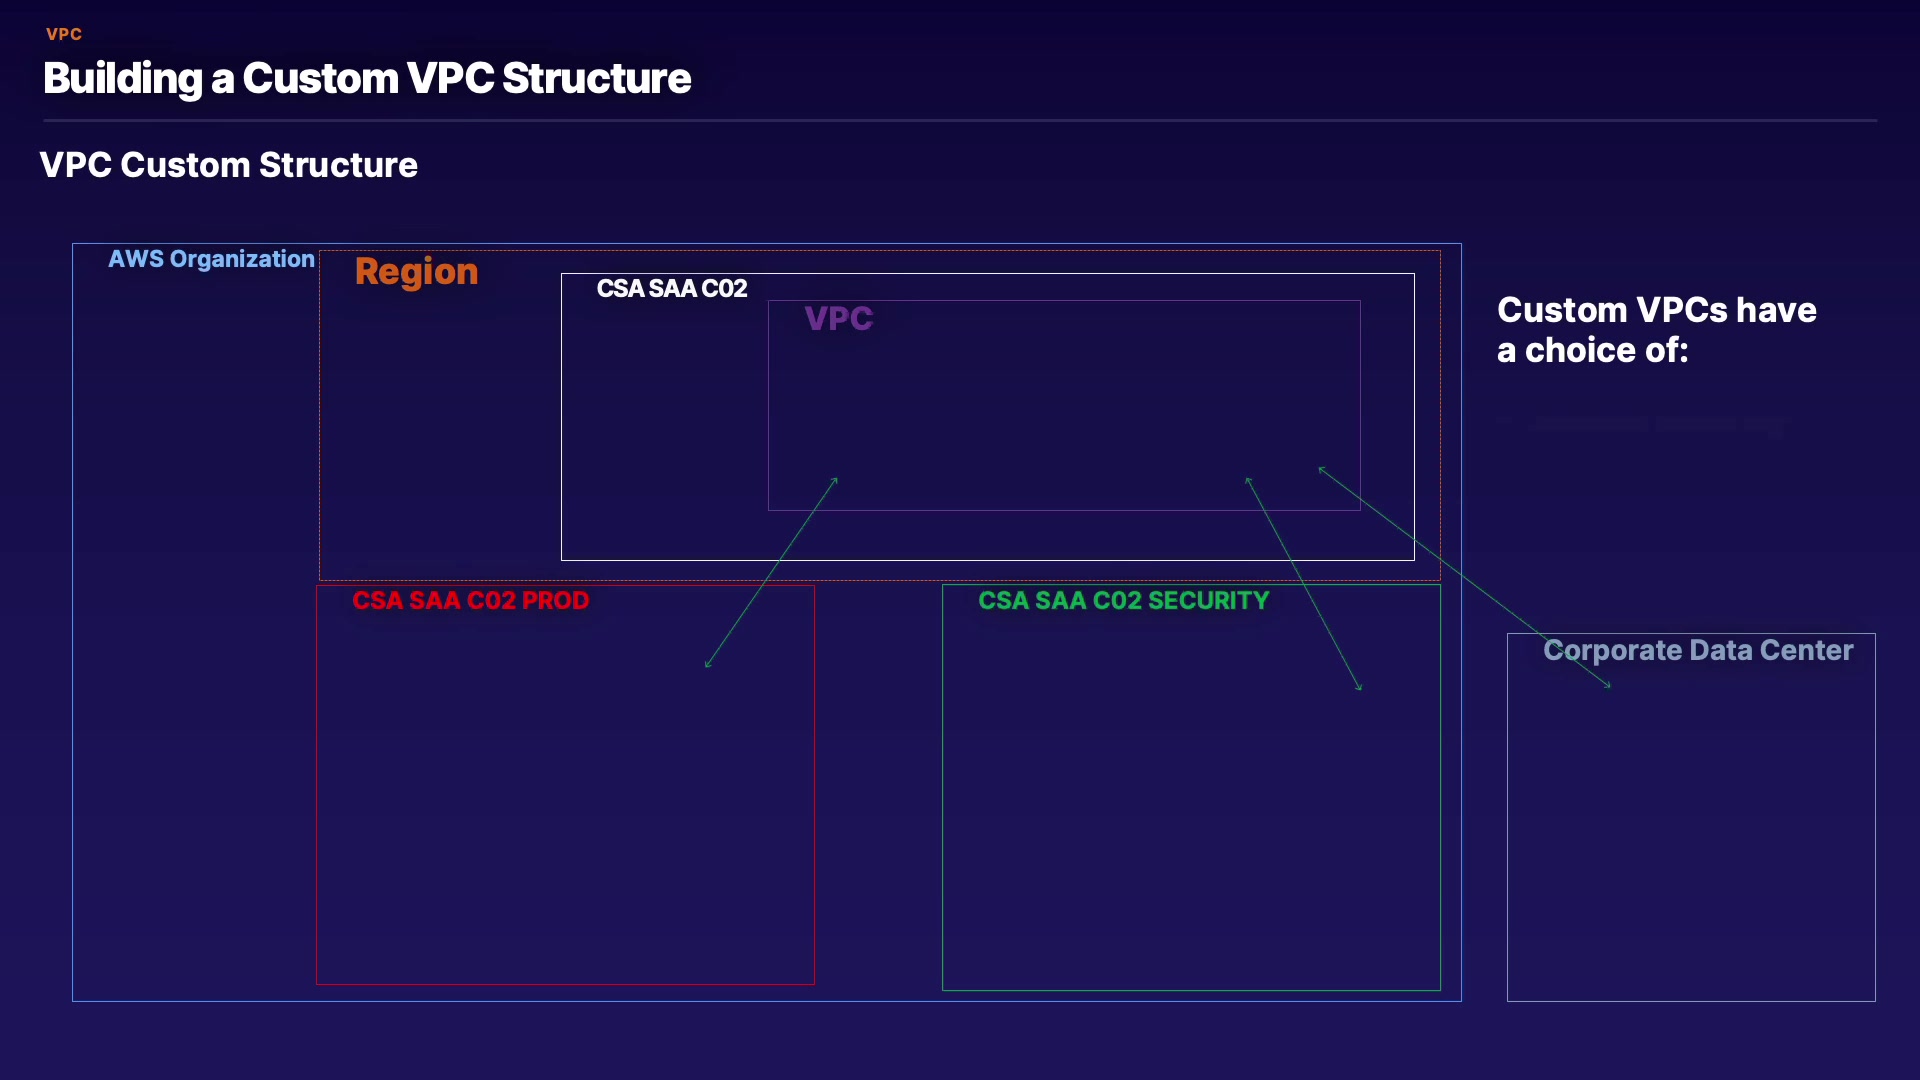 VPC
Building a Custom VPC Structure
VPC Custom Structure
AWS Organization
Region
CSA SAA C02
VPC
Custom VPCs have
a choice of:
CSA SAA C02 PROD
CSA SAA C02 SECURITY
Corporate Data Center